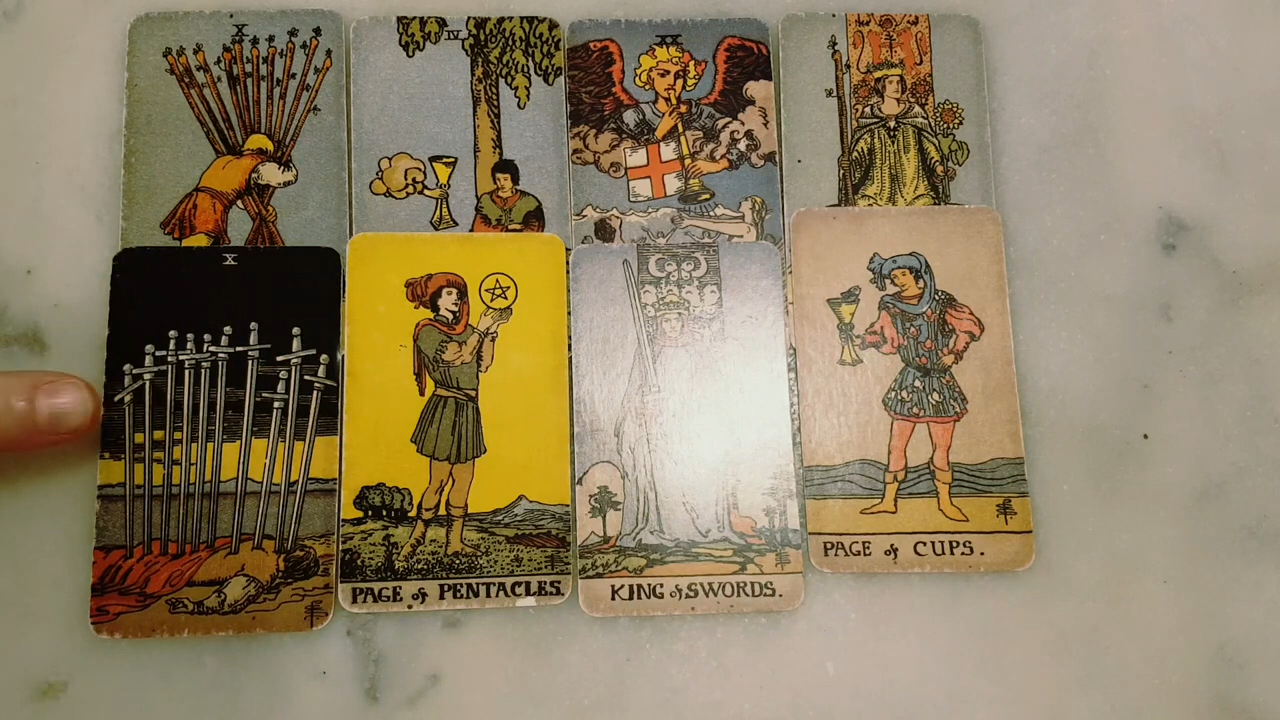 X
IV
XX
X
PAGE of PENTACLES.
KING of SWORDS.
PAGE of CUPS.